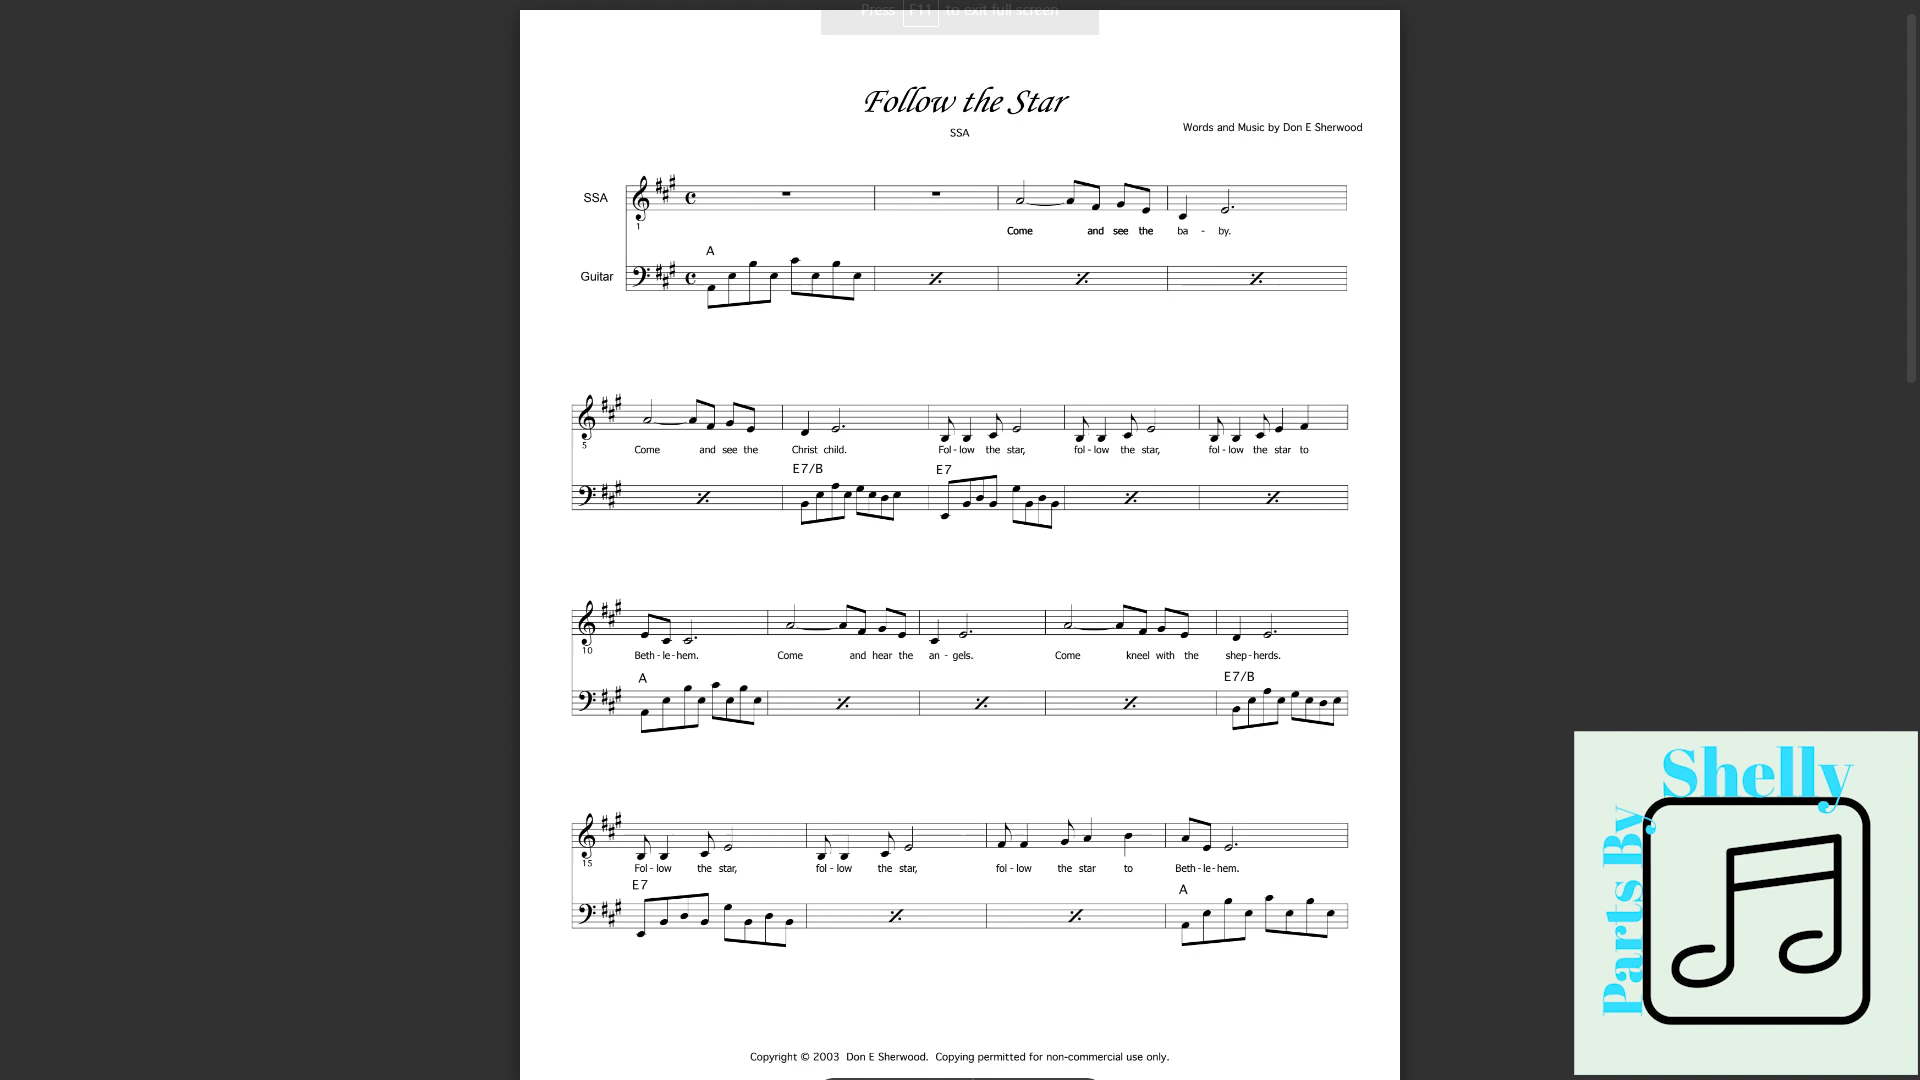 Press F11 to exit full screen
Follow the Star
SSA
Words and Music by Don E Sherwood
SSA
1
Come and see the ba - by.
A
Guitar
5
Come and see the Christ child. Fol - low the star, fol - low the star, fol - low the star to
E7/B E7
10
Beth - le - hem. Come and hear the an - gels. Come kneel with the shep - herds.
A E7/B
15
Fol - low the star, fol - low the star, fol - low the star to Beth - le - hem.
E7 A
Copyright © 2003 Don E Sherwood. Copying permitted for non-commercial use only.
Shelly
Parts By